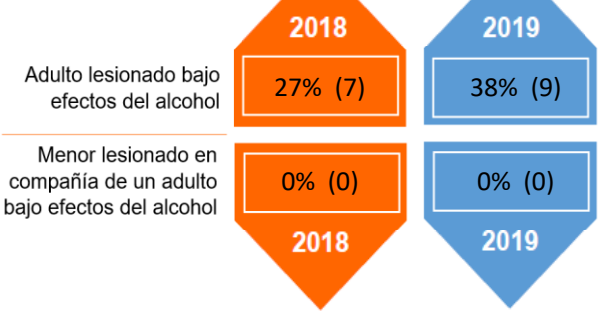 2018 2019
Adulto lesionado bajo
efectos del alcohol
27% (7) 38% (9)
Menor lesionado en
compañía de un adulto
bajo efectos del alcohol
0% (0) 0% (0)
2018 2019